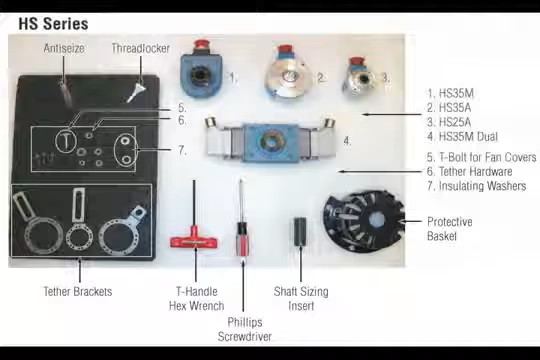 HS Series
Antiseize
Threadlocker
1.
2.
3.
4.
5.
6.
7.
1. HS35M
2. HS35A
3. HS25A
4. HS35M Dual
5. T-Bolt for Fan Covers
6. Tether Hardware
7. Insulating Washers
Protective
Basket
Tether Brackets
T-Handle
Hex Wrench
Phillips
Screwdriver
Shaft Sizing
Insert